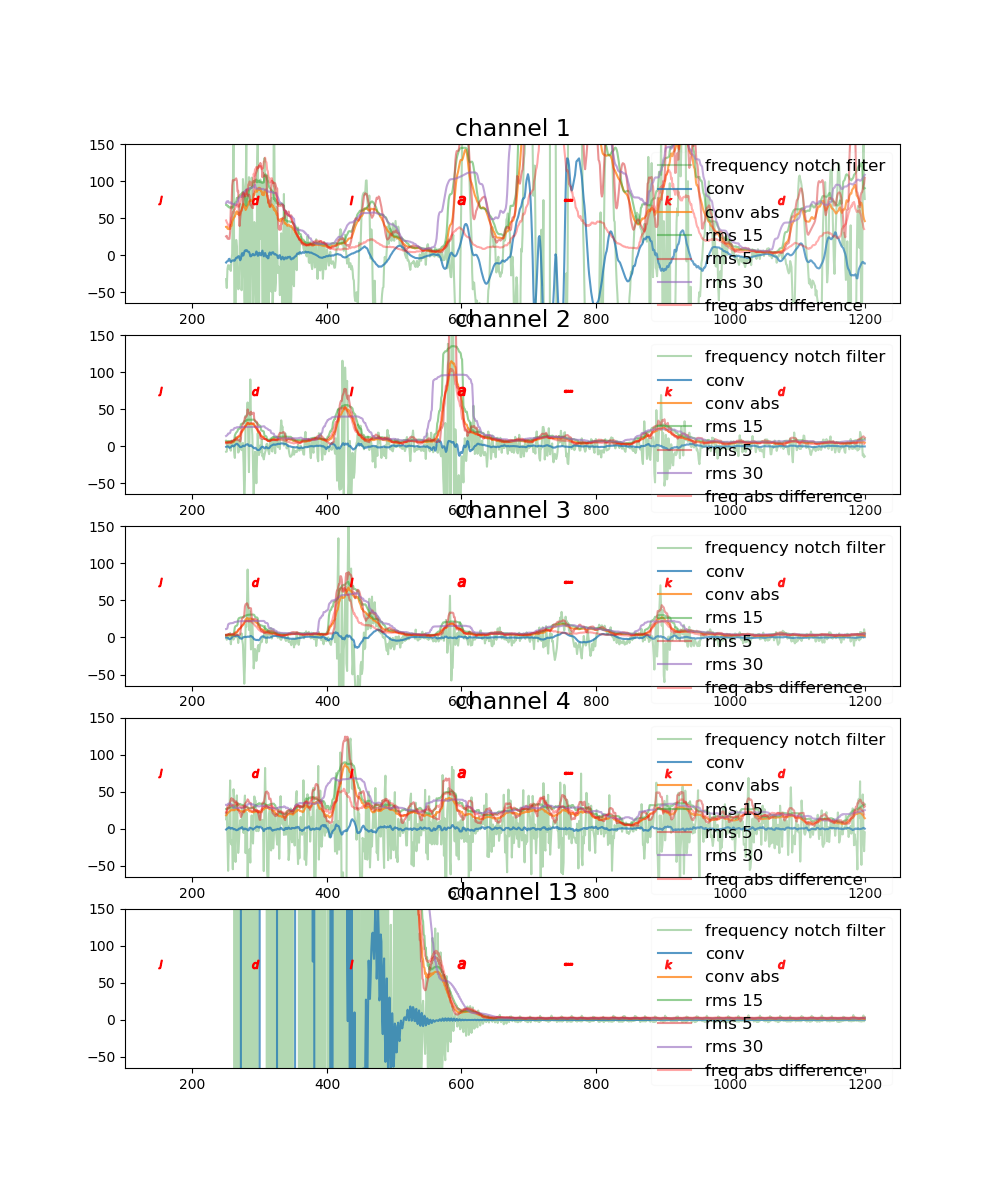 channel 1
150
100
50
0
−50
J d l a – k d
frequency notch filter
conv
conv abs
rms 15
rms 5
rms 30
freq abs difference
200 400 600 800 1000 1200
channel 2
150
100
50
0
−50
J d l a – k d
frequency notch filter
conv
conv abs
rms 15
rms 5
rms 30
freq abs difference
200 400 600 800 1000 1200
channel 3
150
100
50
0
−50
J d l a – k d
frequency notch filter
conv
conv abs
rms 15
rms 5
rms 30
freq abs difference
200 400 600 800 1000 1200
channel 4
150
100
50
0
−50
J d l a – k d
frequency notch filter
conv
conv abs
rms 15
rms 5
rms 30
freq abs difference
200 400 600 800 1000 1200
channel 13
150
100
50
0
−50
J d l a – k d
frequency notch filter
conv
conv abs
rms 15
rms 5
rms 30
freq abs difference
200 400 600 800 1000 1200